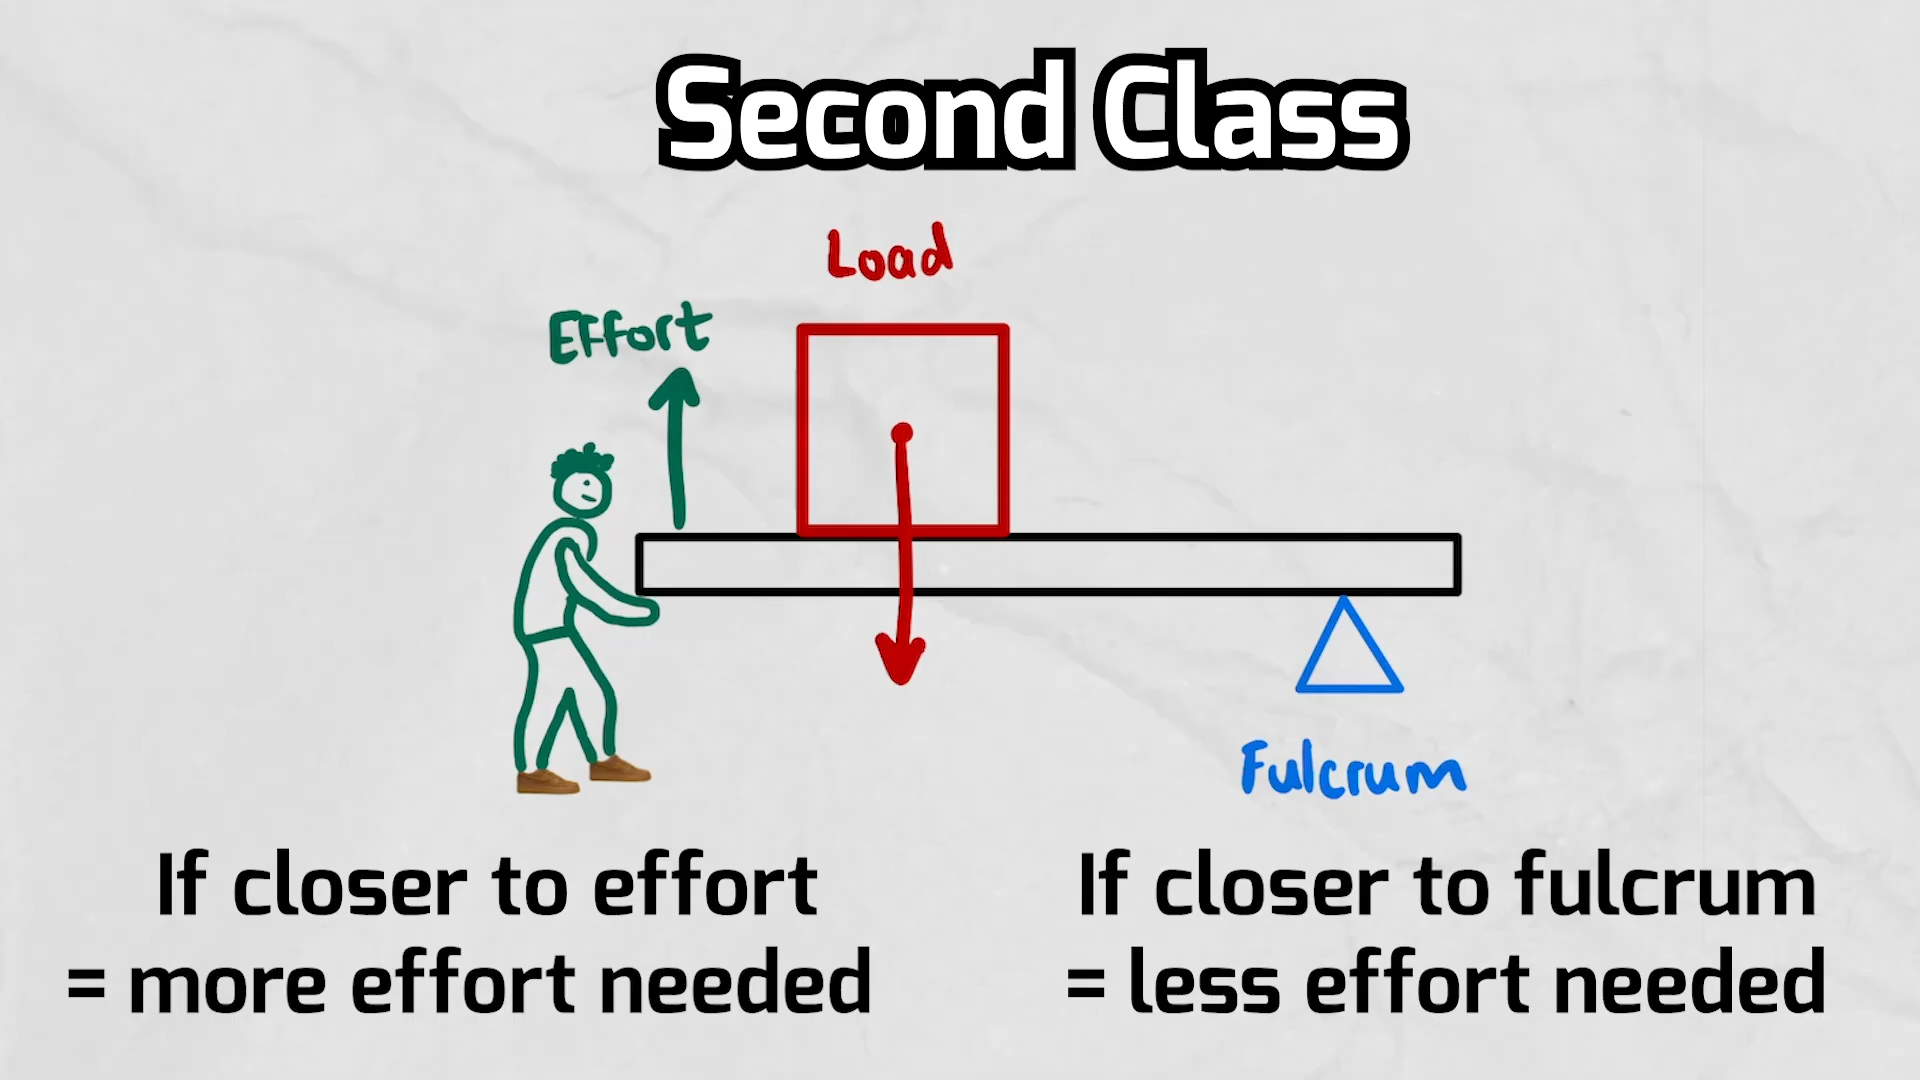 Second Class
Load
Effort
Fulcrum
If closer to effort
= more effort needed
If closer to fulcrum
= less effort needed